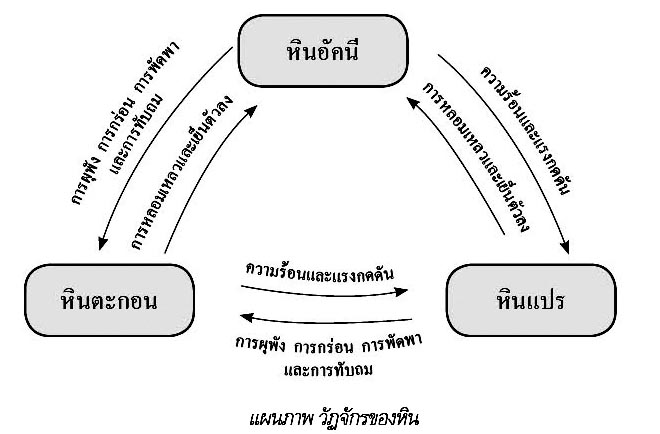 หินอัคนี
การผุพัง การกร่อน การพัดพา
และการทับถม
การหลอมเหลวและเย็นตัวลง
การหลอมเหลวและเย็นตัวลง
ความร้อนและแรงกดดัน
หินตะกอน
ความร้อนและแรงกดดัน
หินแปร
การผุพัง การกร่อน การพัดพา
และการทับถม
แผนภาพ วัฏจักรของหิน